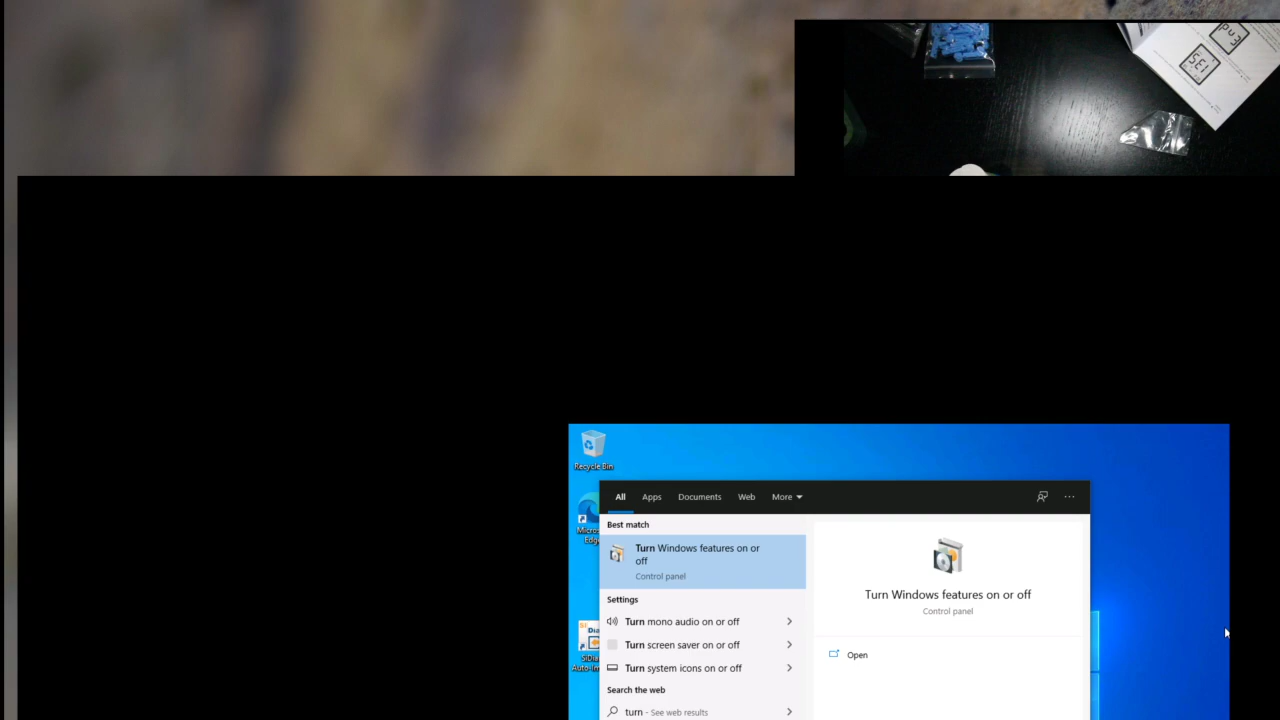 Recycle Bin
All Apps Documents Web More
Best match
Turn Windows features on or off
Control panel
Settings
Turn mono audio on or off
Turn screen saver on or off
Turn system icons on or off
Search the web
turn - See web results
Turn Windows features on or off
Control panel
Open
Edge